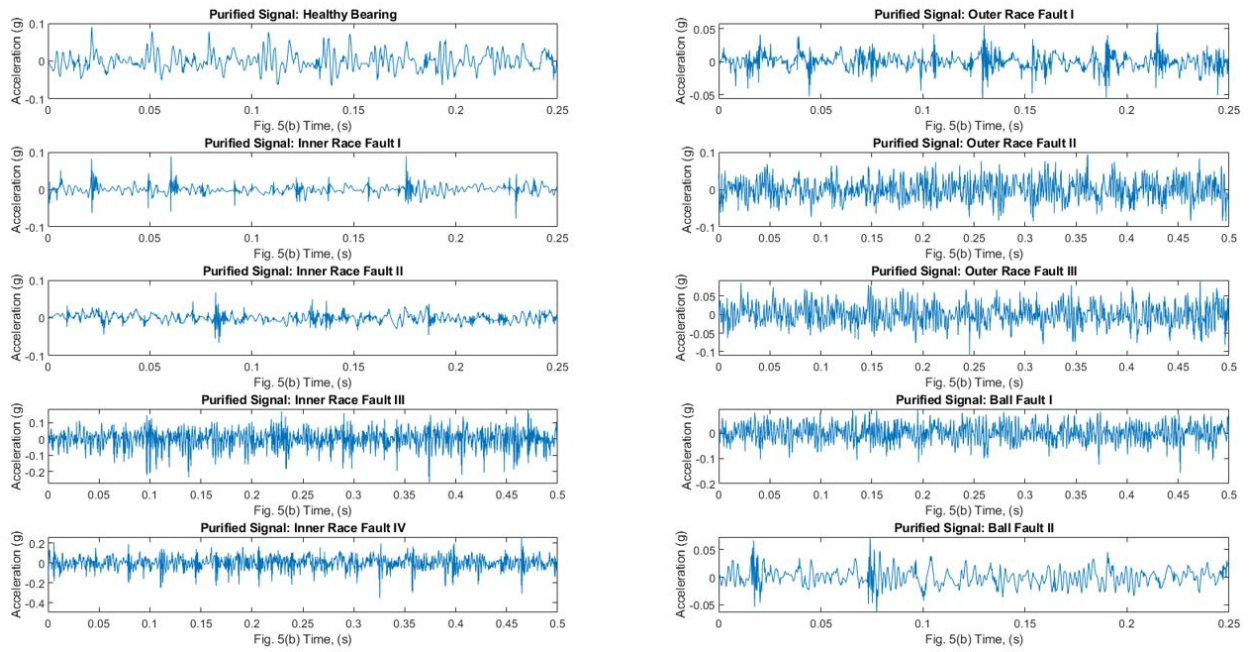 Purified Signal: Healthy Bearing
Acceleration (g)
0.1
0
-0.1
0 0.05 0.1 0.15 0.2 0.25
Fig. 5(b) Time, (s)
Purified Signal: Inner Race Fault I
Acceleration (g)
0.1
0
-0.1
0 0.05 0.1 0.15 0.2 0.25
Fig. 5(b) Time, (s)
Purified Signal: Inner Race Fault II
Acceleration (g)
0.1
0
-0.1
0 0.05 0.1 0.15 0.2 0.25
Fig. 5(b) Time, (s)
Purified Signal: Inner Race Fault III
Acceleration (g)
0.1
0
-0.1
-0.2
0 0.05 0.1 0.15 0.2 0.25 0.3 0.35 0.4 0.45 0.5
Fig. 5(b) Time, (s)
Purified Signal: Inner Race Fault IV
Acceleration (g)
0.2
0
-0.2
-0.4
0 0.05 0.1 0.15 0.2 0.25 0.3 0.35 0.4 0.45 0.5
Fig. 5(b) Time, (s)
Purified Signal: Outer Race Fault I
Acceleration (g)
0.05
0
-0.05
0 0.05 0.1 0.15 0.2 0.25
Fig. 5(b) Time, (s)
Purified Signal: Outer Race Fault II
Acceleration (g)
0.1
0
-0.1
0 0.05 0.1 0.15 0.2 0.25 0.3 0.35 0.4 0.45 0.5
Fig. 5(b) Time, (s)
Purified Signal: Outer Race Fault III
Acceleration (g)
0.05
0
-0.05
-0.1
0 0.05 0.1 0.15 0.2 0.25 0.3 0.35 0.4 0.45 0.5
Fig. 5(b) Time, (s)
Purified Signal: Ball Fault I
Acceleration (g)
0
-0.1
-0.2
0 0.05 0.1 0.15 0.2 0.25 0.3 0.35 0.4 0.45 0.5
Fig. 5(b) Time, (s)
Purified Signal: Ball Fault II
Acceleration (g)
0.05
0
-0.05
0 0.05 0.1 0.15 0.2 0.25
Fig. 5(b) Time, (s)